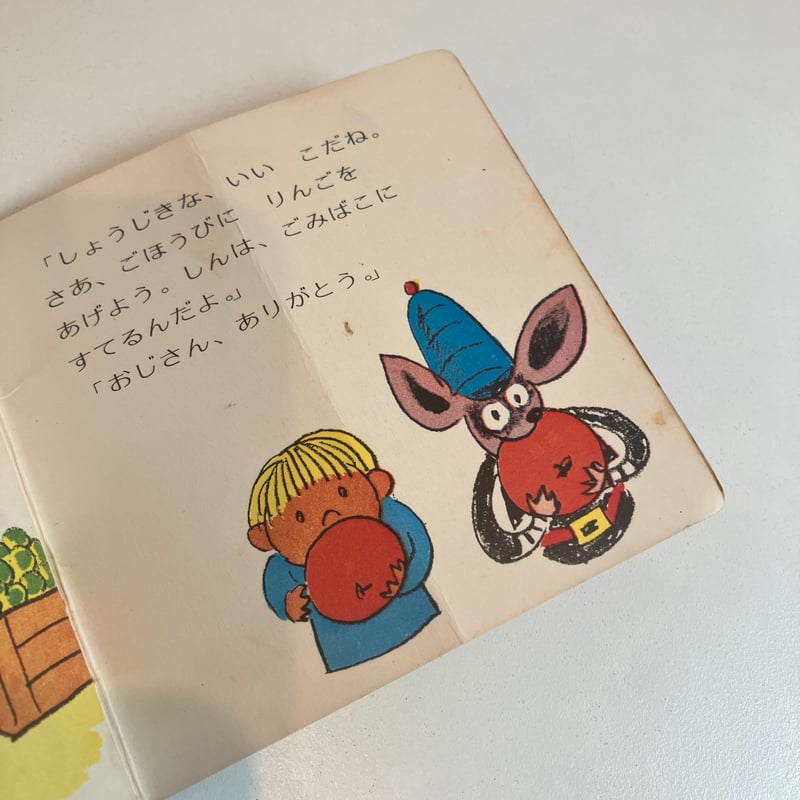 「しょうじきな、いい　こだね。
さあ、ごほうびに　りんごを
あげよう。しんは、ごみばこに
すてるんだよ。」
「おじさん、ありがとう。」